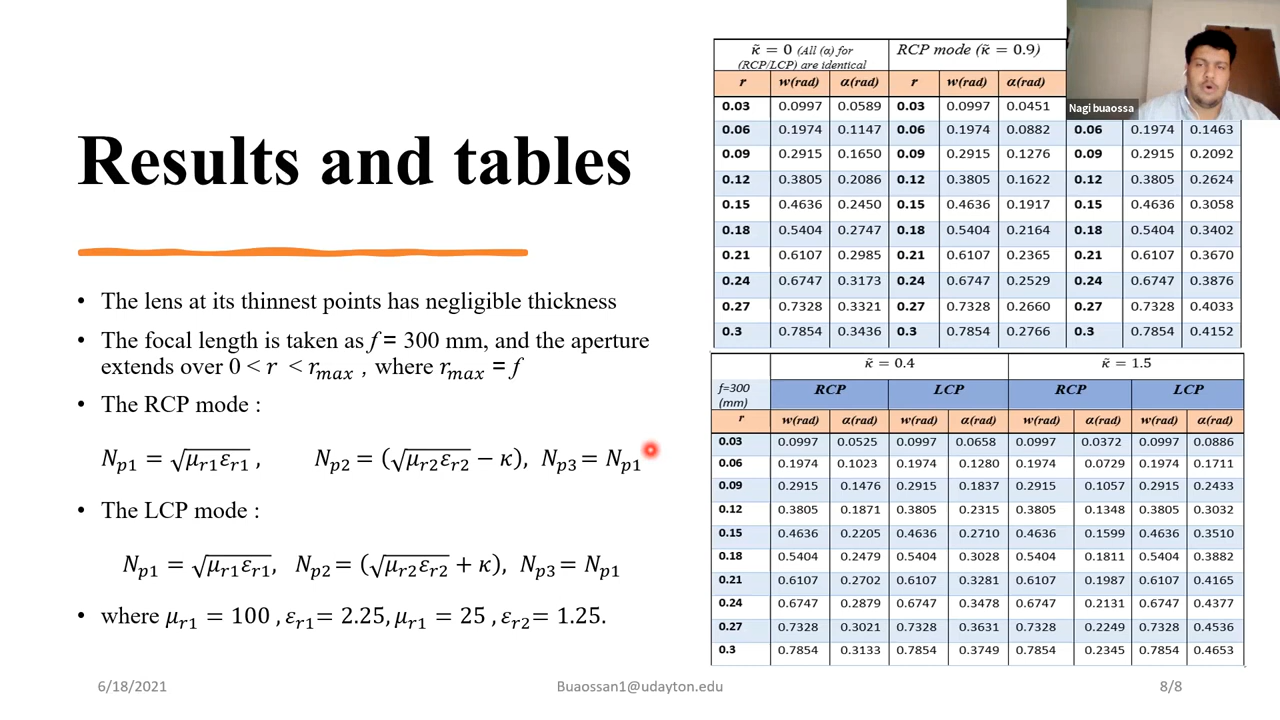 Results and tables
• The lens at its thinnest points has negligible thickness
• The focal length is taken as f = 300 mm, and the aperture
extends over 0 < r < r_max , where r_max = f
• The RCP mode :
N_p1 = √(μ_r1 ε_r1) ,    N_p2 = (√(μ_r2 ε_r2) − κ), N_p3 = N_p1
• The LCP mode :
N_p1 = √(μ_r1 ε_r1),  N_p2 = (√(μ_r2 ε_r2) + κ), N_p3 = N_p1
• where μ_r1 = 100 , ε_r1 = 2.25, μ_r1 = 25 , ε_r2 = 1.25.
κ̃ = 0 (All (α) for RCP mode (κ̃ = 0.9)
(RCP/LCP) are identical
r w(rad) α(rad) r w(rad) α(rad)
0.03 0.0997 0.0589 0.03 0.0997 0.0451
0.06 0.1974 0.1147 0.06 0.1974 0.0882 0.06 0.1974 0.1463
0.09 0.2915 0.1650 0.09 0.2915 0.1276 0.09 0.2915 0.2092
0.12 0.3805 0.2086 0.12 0.3805 0.1622 0.12 0.3805 0.2624
0.15 0.4636 0.2450 0.15 0.4636 0.1917 0.15 0.4636 0.3058
0.18 0.5404 0.2747 0.18 0.5404 0.2164 0.18 0.5404 0.3402
0.21 0.6107 0.2985 0.21 0.6107 0.2365 0.21 0.6107 0.3670
0.24 0.6747 0.3173 0.24 0.6747 0.2529 0.24 0.6747 0.3876
0.27 0.7328 0.3321 0.27 0.7328 0.2660 0.27 0.7328 0.4033
0.3 0.7854 0.3436 0.3 0.7854 0.2766 0.3 0.7854 0.4152
κ̃ = 0.4 κ̃ = 1.5
f=300
(mm) RCP LCP RCP LCP
r w(rad) α(rad) w(rad) α(rad) w(rad) α(rad) w(rad) α(rad)
0.03 0.0997 0.0525 0.0997 0.0658 0.0997 0.0372 0.0997 0.0886
0.06 0.1974 0.1023 0.1974 0.1280 0.1974 0.0729 0.1974 0.1711
0.09 0.2915 0.1476 0.2915 0.1837 0.2915 0.1057 0.2915 0.2433
0.12 0.3805 0.1871 0.3805 0.2315 0.3805 0.1348 0.3805 0.3032
0.15 0.4636 0.2205 0.4636 0.2710 0.4636 0.1599 0.4636 0.3510
0.18 0.5404 0.2479 0.5404 0.3028 0.5404 0.1811 0.5404 0.3882
0.21 0.6107 0.2702 0.6107 0.3281 0.6107 0.1987 0.6107 0.4165
0.24 0.6747 0.2879 0.6747 0.3478 0.6747 0.2131 0.6747 0.4377
0.27 0.7328 0.3021 0.7328 0.3631 0.7328 0.2249 0.7328 0.4536
0.3 0.7854 0.3133 0.7854 0.3749 0.7854 0.2345 0.7854 0.4653
Nagi buaossa
6/18/2021 Buaossan1@udayton.edu 8/8